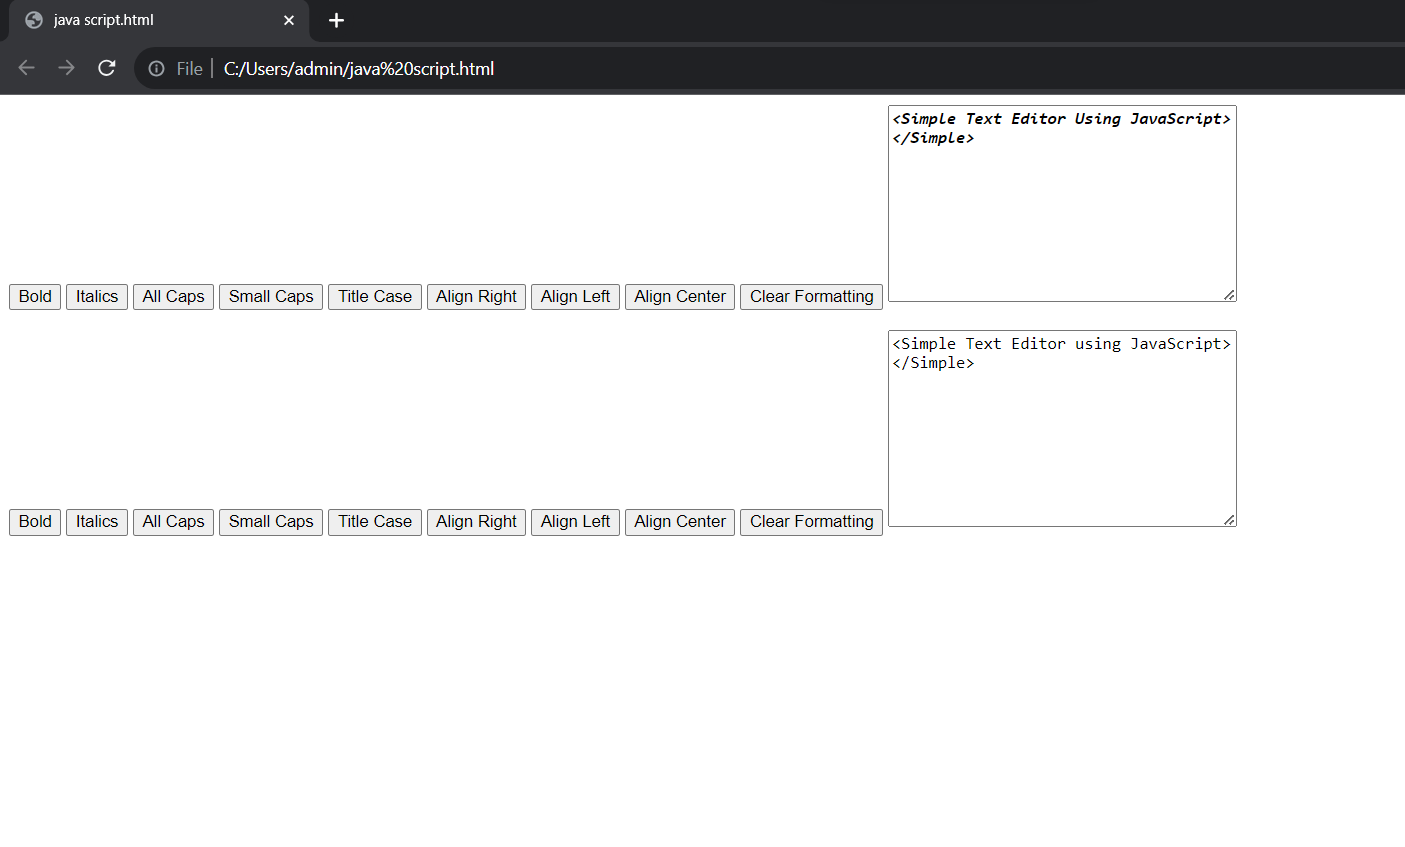 java script.html
File | C:/Users/admin/java%20script.html
<Simple Text Editor Using JavaScript>
</Simple>
Bold Italics All Caps Small Caps Title Case Align Right Align Left Align Center Clear Formatting
<Simple Text Editor using JavaScript>
</Simple>
Bold Italics All Caps Small Caps Title Case Align Right Align Left Align Center Clear Formatting